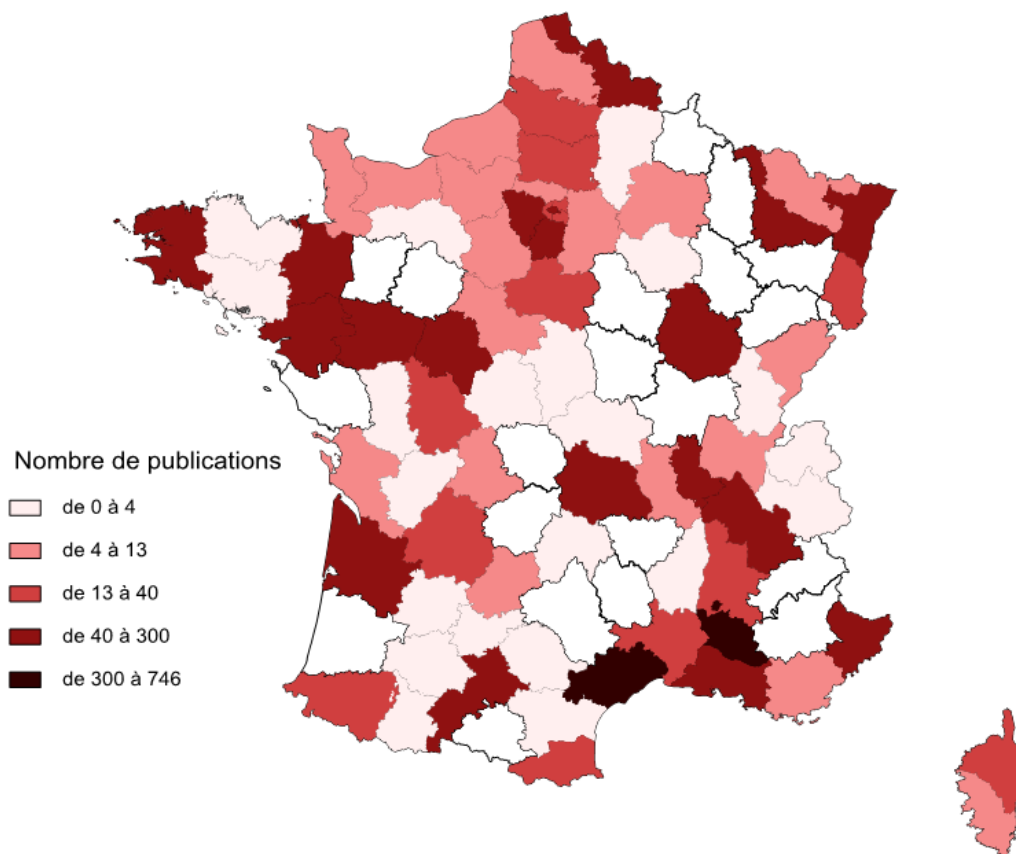 Nombre de publications
de 0 à 4
de 4 à 13
de 13 à 40
de 40 à 300
de 300 à 746